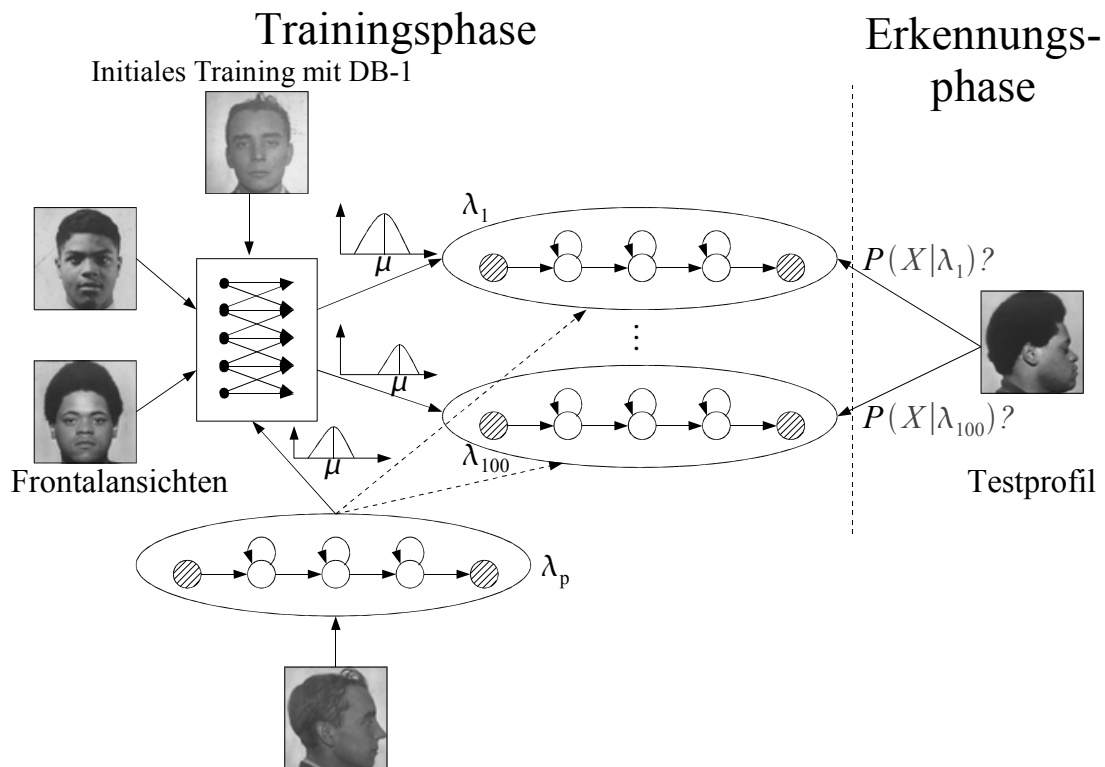 Trainingsphase
Erkennungs-
phase
Initiales Training mit DB-1
λ1
μ
P(X|λ1)?
μ
⋮
P(X|λ100)?
μ
λ100
Frontalansichten
Testprofil
λp